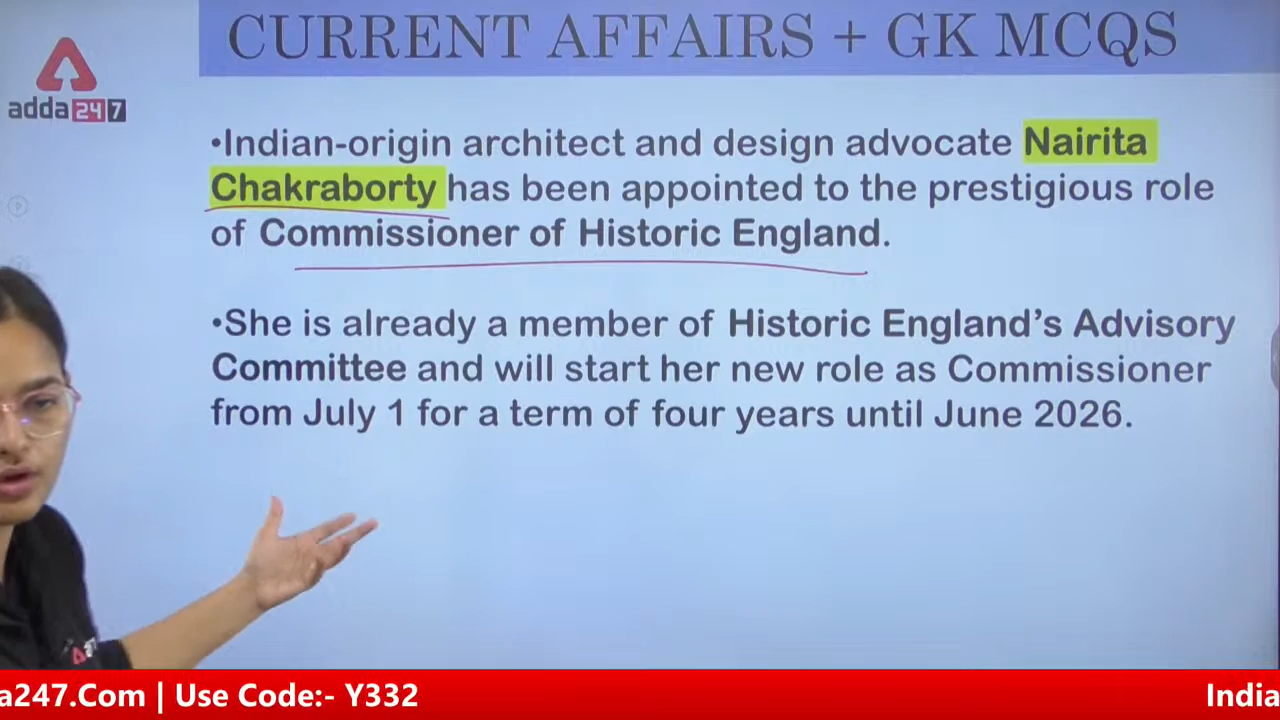 CURRENT AFFAIRS + GK MCQS
adda247
•Indian-origin architect and design advocate Nairita
Chakraborty has been appointed to the prestigious role
of Commissioner of Historic England.
•She is already a member of Historic England's Advisory
Committee and will start her new role as Commissioner
from July 1 for a term of four years until June 2026.
a247.Com | Use Code:- Y332
India